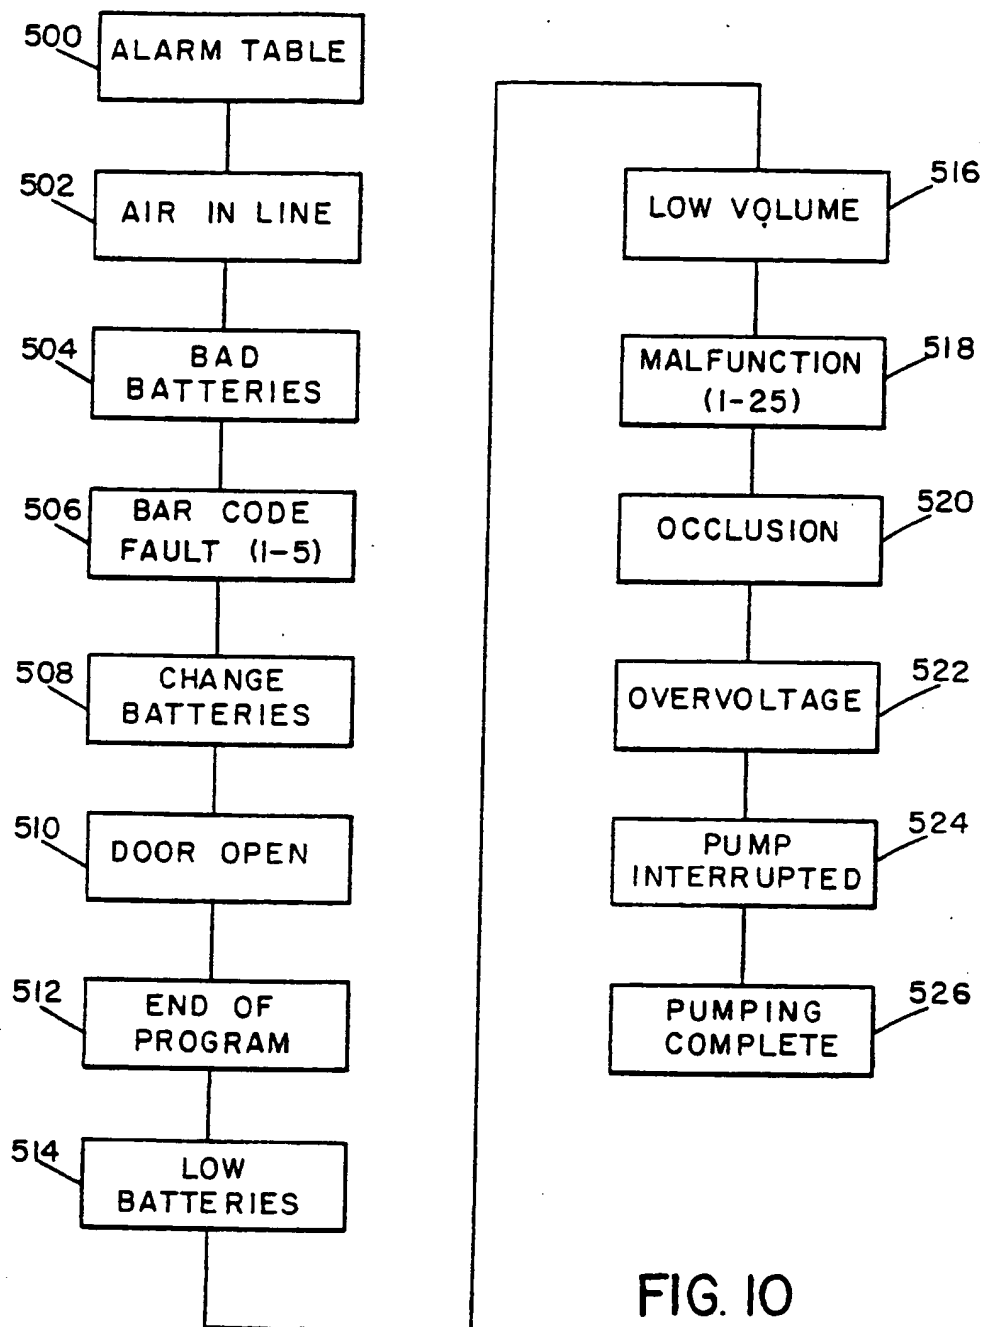 500
ALARM TABLE
502
AIR IN LINE
504
BAD
BATTERIES
506
BAR CODE
FAULT (1-5)
508
CHANGE
BATTERIES
510
DOOR OPEN
512
END OF
PROGRAM
514
LOW
BATTERIES
516
LOW VOLUME
518
MALFUNCTION
(1-25)
520
OCCLUSION
522
OVERVOLTAGE
524
PUMP
INTERRUPTED
526
PUMPING
COMPLETE
FIG. 10